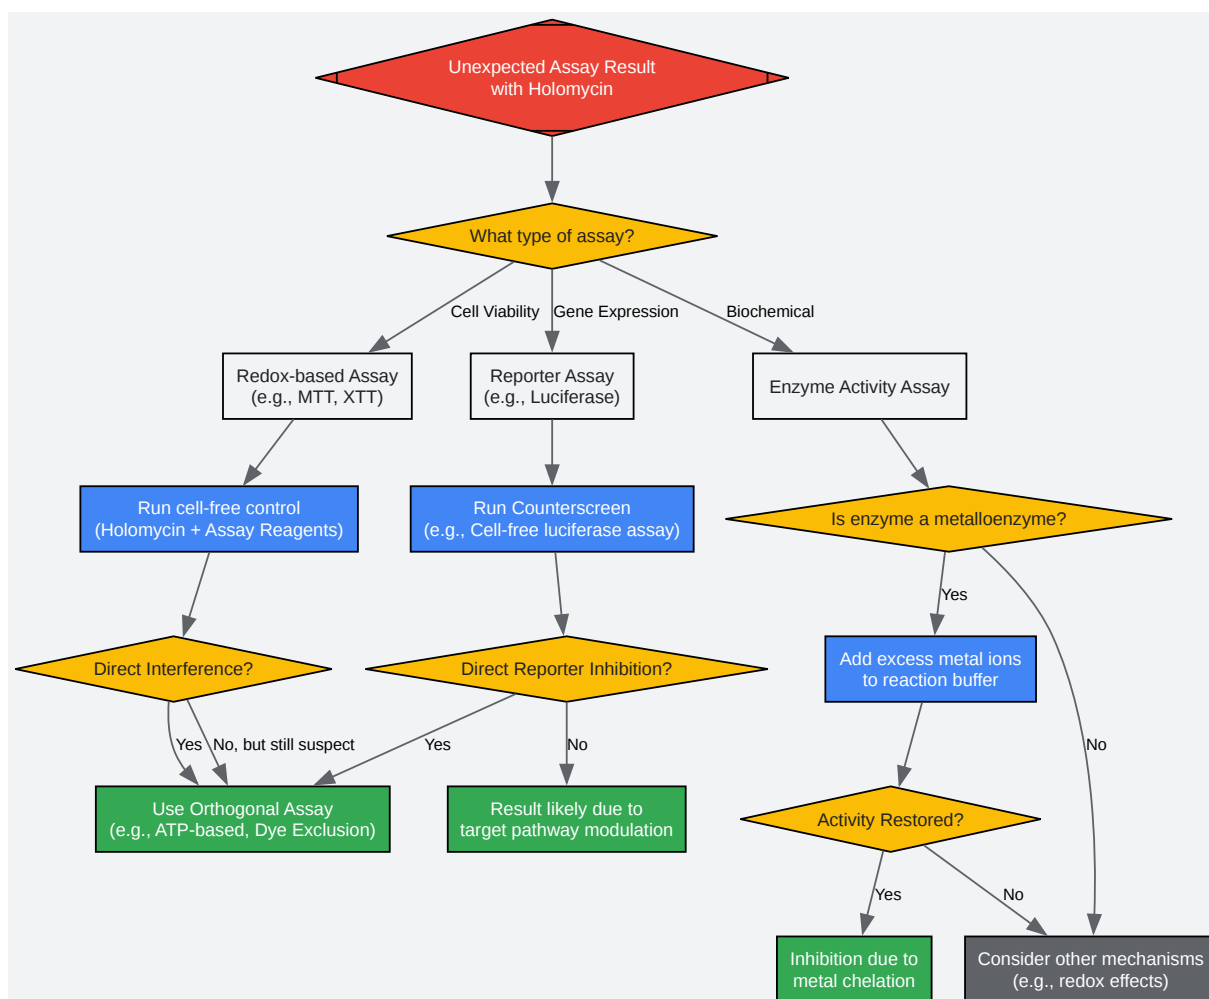 Unexpected Assay Result
with Holomycin
What type of assay?
Cell Viability
Gene Expression
Biochemical
Redox-based Assay
(e.g., MTT, XTT)
Reporter Assay
(e.g., Luciferase)
Enzyme Activity Assay
Run cell-free control
(Holomycin + Assay Reagents)
Run Counterscreen
(e.g., Cell-free luciferase assay)
Is enzyme a metalloenzyme?
Yes
Direct Interference?
Direct Reporter Inhibition?
Add excess metal ions
to reaction buffer
Yes
No, but still suspect
Yes
No
No
Use Orthogonal Assay
(e.g., ATP-based, Dye Exclusion)
Result likely due to
target pathway modulation
Activity Restored?
Yes
No
Inhibition due to
metal chelation
Consider other mechanisms
(e.g., redox effects)